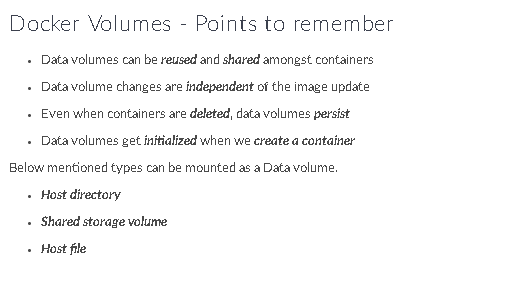 Docker Volumes - Points to remember
• Data volumes can be reused and shared amongst containers
• Data volume changes are independent of the image update
• Even when containers are deleted, data volumes persist
• Data volumes get initialized when we create a container
Below mentioned types can be mounted as a Data volume.
• Host directory
• Shared storage volume
• Host file